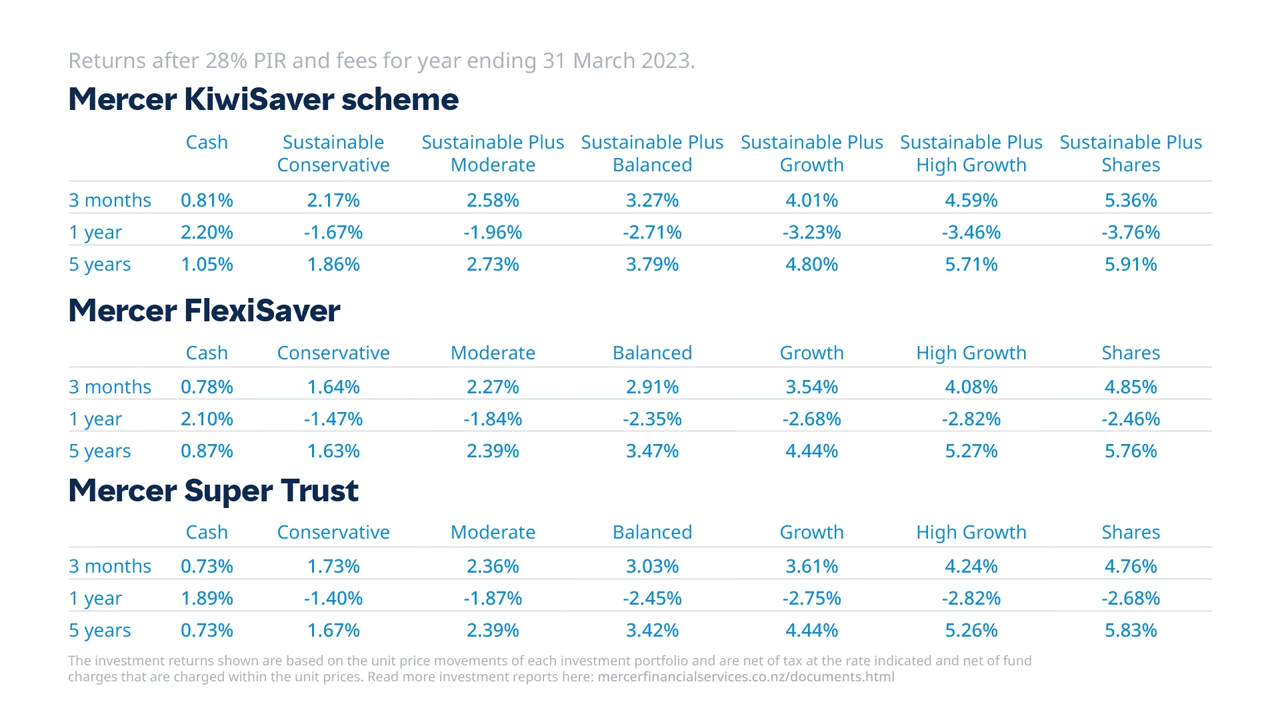 Returns after 28% PIR and fees for year ending 31 March 2023.
Mercer KiwiSaver scheme
Cash Sustainable Conservative Sustainable Plus Moderate Sustainable Plus Balanced Sustainable Plus Growth Sustainable Plus High Growth Sustainable Plus Shares
3 months 0.81% 2.17% 2.58% 3.27% 4.01% 4.59% 5.36%
1 year 2.20% -1.67% -1.96% -2.71% -3.23% -3.46% -3.76%
5 years 1.05% 1.86% 2.73% 3.79% 4.80% 5.71% 5.91%
Mercer FlexiSaver
Cash Conservative Moderate Balanced Growth High Growth Shares
3 months 0.78% 1.64% 2.27% 2.91% 3.54% 4.08% 4.85%
1 year 2.10% -1.47% -1.84% -2.35% -2.68% -2.82% -2.46%
5 years 0.87% 1.63% 2.39% 3.47% 4.44% 5.27% 5.76%
Mercer Super Trust
Cash Conservative Moderate Balanced Growth High Growth Shares
3 months 0.73% 1.73% 2.36% 3.03% 3.61% 4.24% 4.76%
1 year 1.89% -1.40% -1.87% -2.45% -2.75% -2.82% -2.68%
5 years 0.73% 1.67% 2.39% 3.42% 4.44% 5.26% 5.83%
The investment returns shown are based on the unit price movements of each investment portfolio and are net of tax at the rate indicated and net of fund
charges that are charged within the unit prices. Read more investment reports here: mercerfinancialservices.co.nz/documents.html